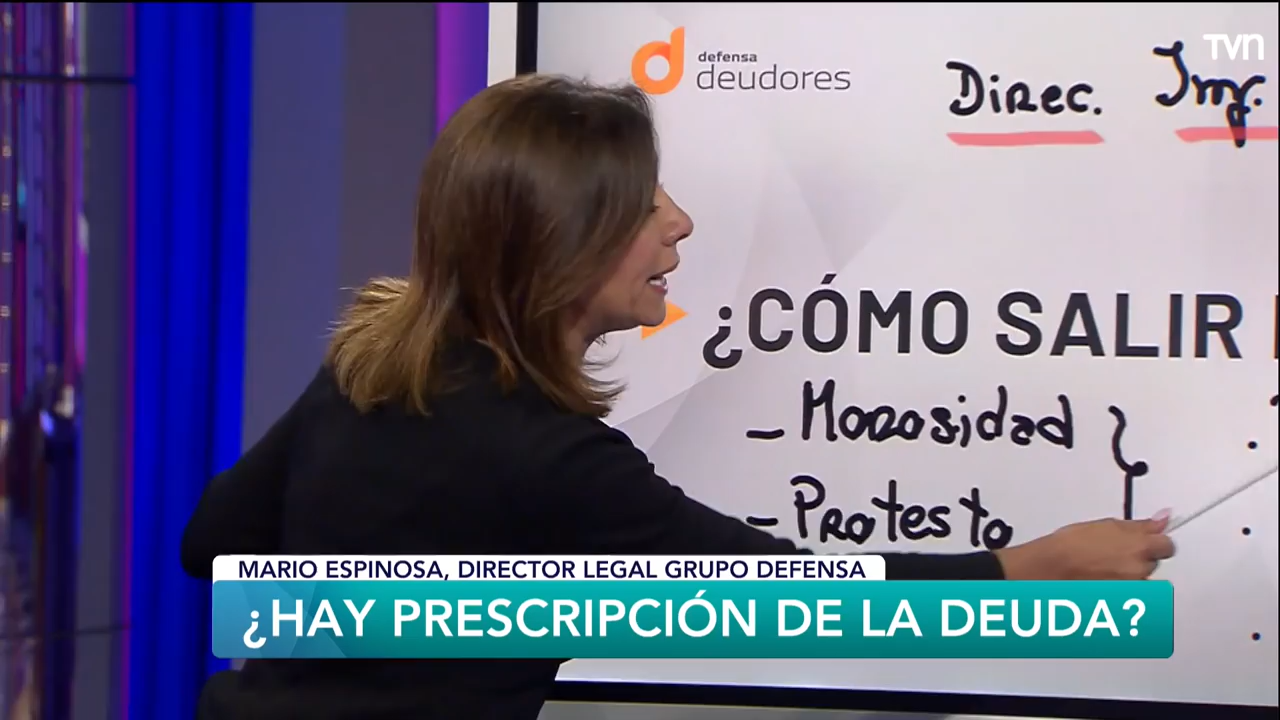 TVN
defensa
deudores
Direc. Img.
¿CÓMO SALIR
- Morosidad
- Protesto
MARIO ESPINOSA, DIRECTOR LEGAL GRUPO DEFENSA
¿HAY PRESCRIPCIÓN DE LA DEUDA?